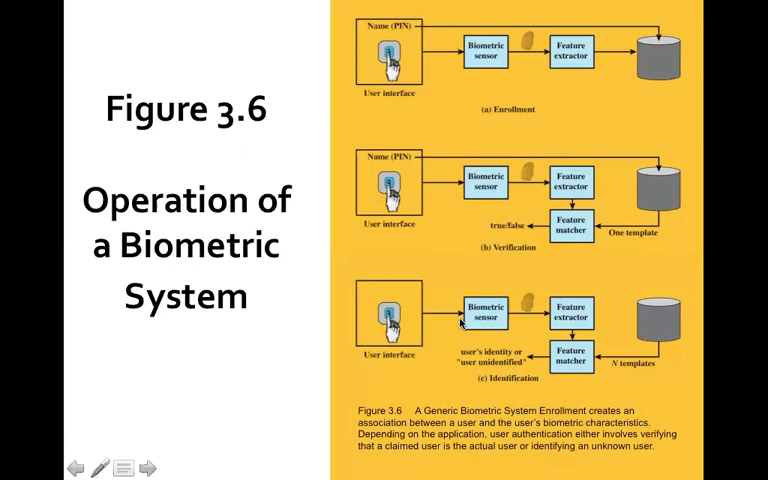 Figure 3.6
Operation of
a Biometric
System
Name (PIN)
Biometric
sensor
Feature
extractor
User interface
(a) Enrollment
Name (PIN)
Biometric
sensor
Feature
extractor
Feature
matcher
true/false
One template
User interface
(b) Verification
Biometric
sensor
Feature
extractor
Feature
matcher
user's identity or
"user unidentified"
N templates
User interface
(c) Identification
Figure 3.6 A Generic Biometric System Enrollment creates an
association between a user and the user's biometric characteristics.
Depending on the application, user authentication either involves verifying
that a claimed user is the actual user or identifying an unknown user.